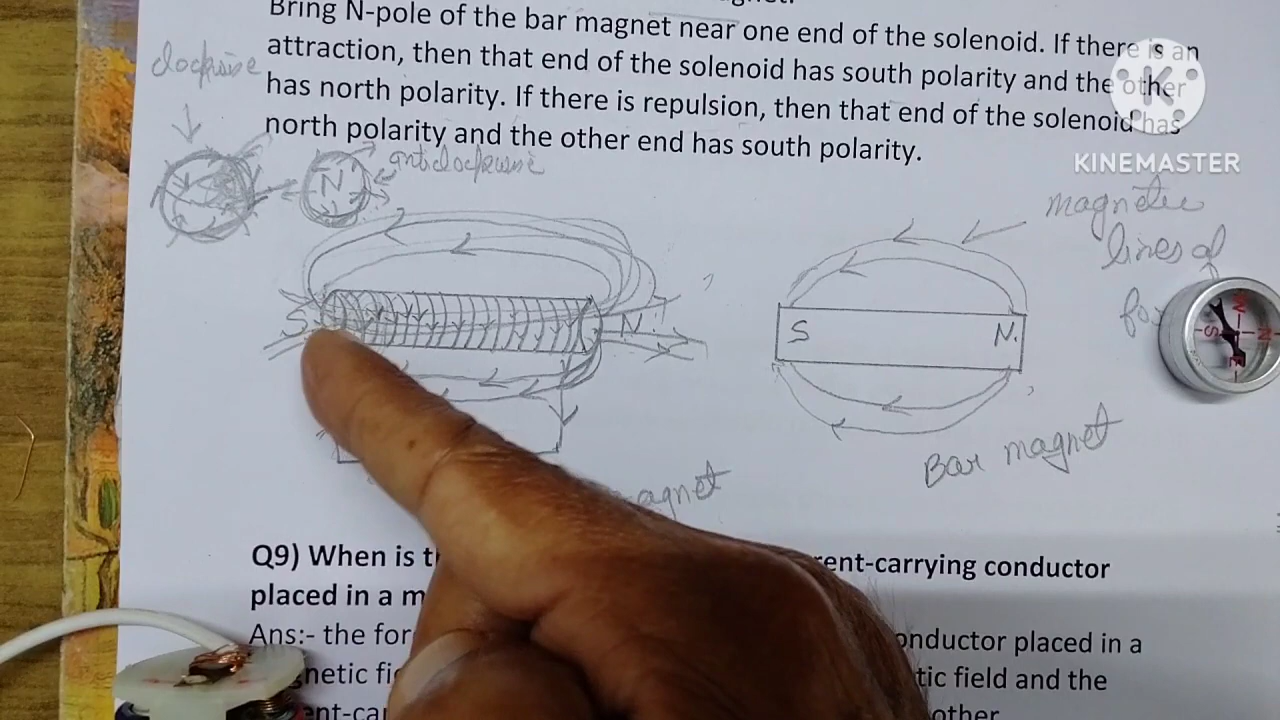 Bring N-pole of the bar magnet near one end of the solenoid. If there is an
attraction, then that end of the solenoid has south polarity and the other
has north polarity. If there is repulsion, then that end of the solenoid has
north polarity and the other end has south polarity.
KINEMASTER
clockwise
N
anticlockwise
S
N
magnetic
lines of
S
N.
Bar magnet
agnet
Q9) When is t
rent-carrying conductor
placed in a m
Ans:- the for
onductor placed in a
netic fi
tic field and the
ent-ca
other